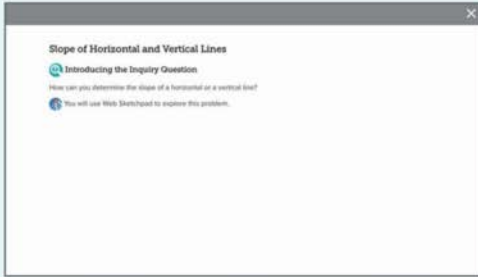 Slope of Horizontal and Vertical Lines
Introducing the Inquiry Question
How can you determine the slope of a horizontal or a vertical line?
You will use Web Sketchpad to explore this problem.